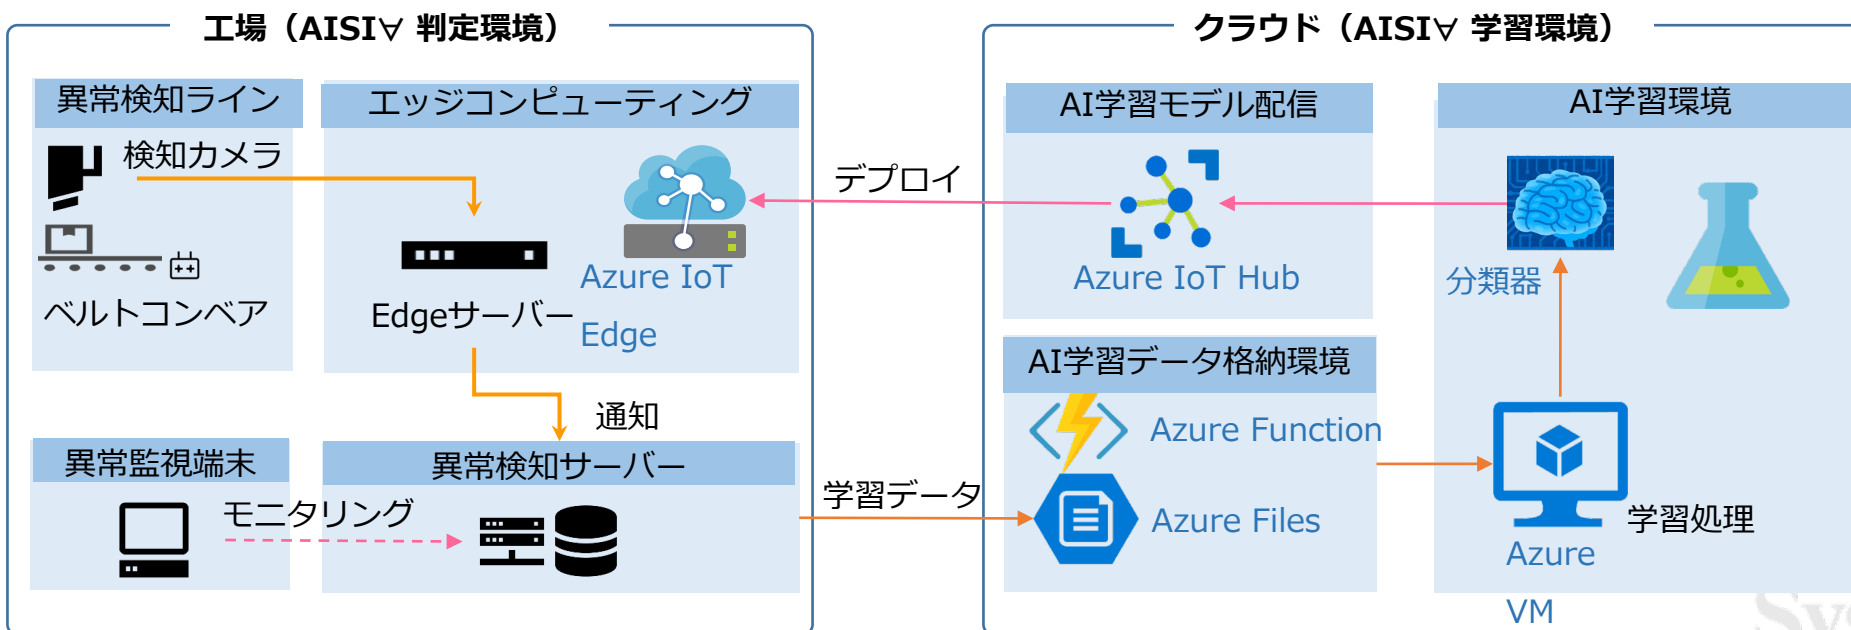 工場（AISI∀ 判定環境）
異常検知ライン
検知カメラ
ベルトコンベア
エッジコンピューティング
Edgeサーバー
Azure IoT
Edge
通知
異常監視端末
モニタリング
異常検知サーバー
デプロイ
学習データ
クラウド（AISI∀ 学習環境）
AI学習モデル配信
Azure IoT Hub
AI学習データ格納環境
Azure Function
Azure Files
AI学習環境
分類器
学習処理
Azure
VM